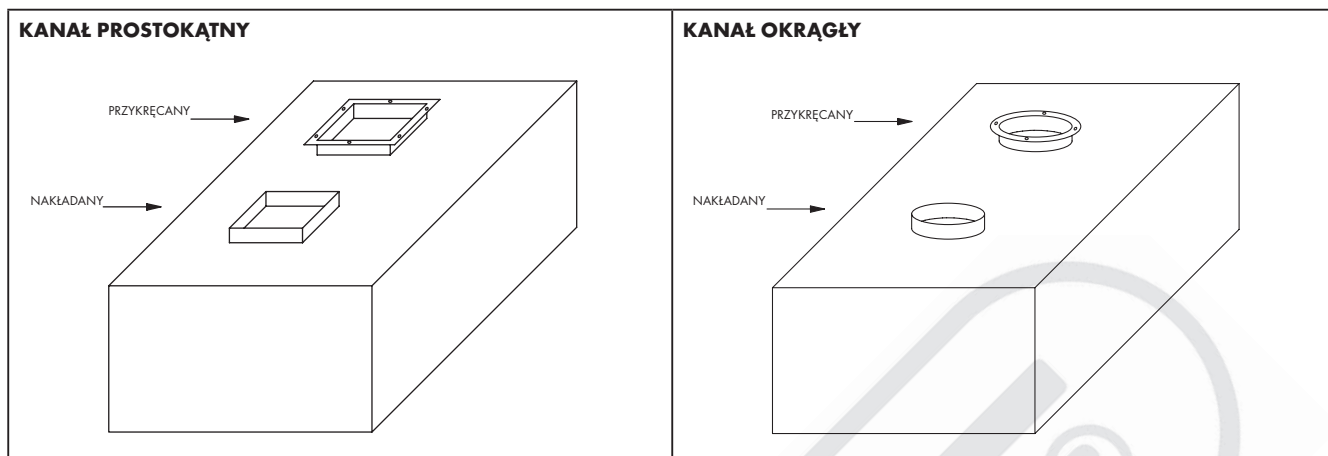 KANAŁ PROSTOKĄTNY
PRZYKRĘCANY
NAKŁADANY
KANAŁ OKRĄGŁY
PRZYKRĘCANY
NAKŁADANY